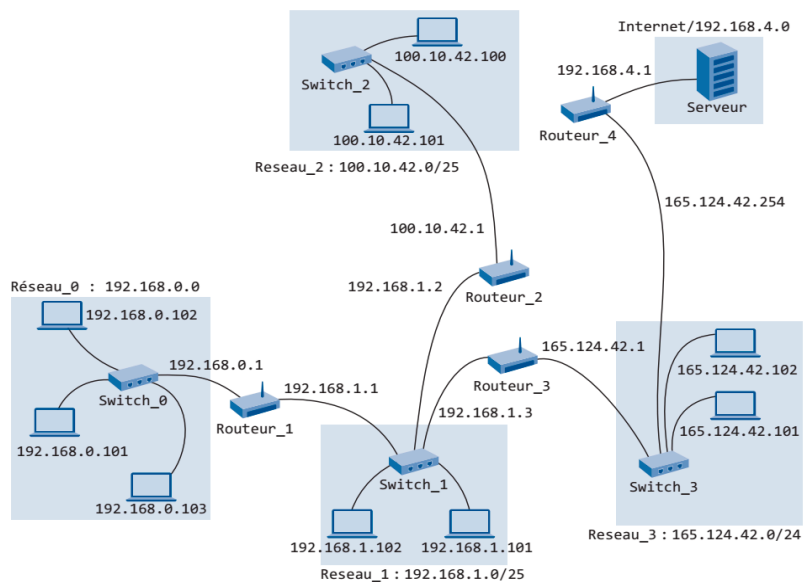 Internet/192.168.4.0
100.10.42.100
192.168.4.1
Switch_2
Serveur
Routeur_4
100.10.42.101
Reseau_2 : 100.10.42.0/25
165.124.42.254
100.10.42.1
Réseau_0 : 192.168.0.0
192.168.1.2
Routeur_2
192.168.0.102
165.124.42.1
192.168.0.1
165.124.42.102
Routeur_3
192.168.1.1
Switch_0
192.168.1.3
Routeur_1
165.124.42.101
192.168.0.101
Switch_1
Switch_3
192.168.0.103
192.168.1.102
192.168.1.101
Reseau_3 : 165.124.42.0/24
Reseau_1 : 192.168.1.0/25